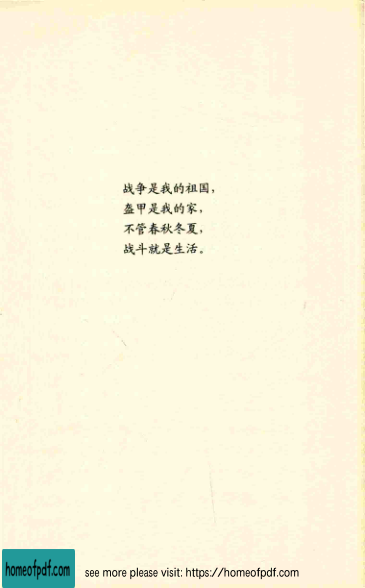 战争是我的祖国，
盔甲是我的家，
不管春秋冬夏，
战斗就是生活。
homeofpdf.com
see more please visit: https://homeofpdf.com